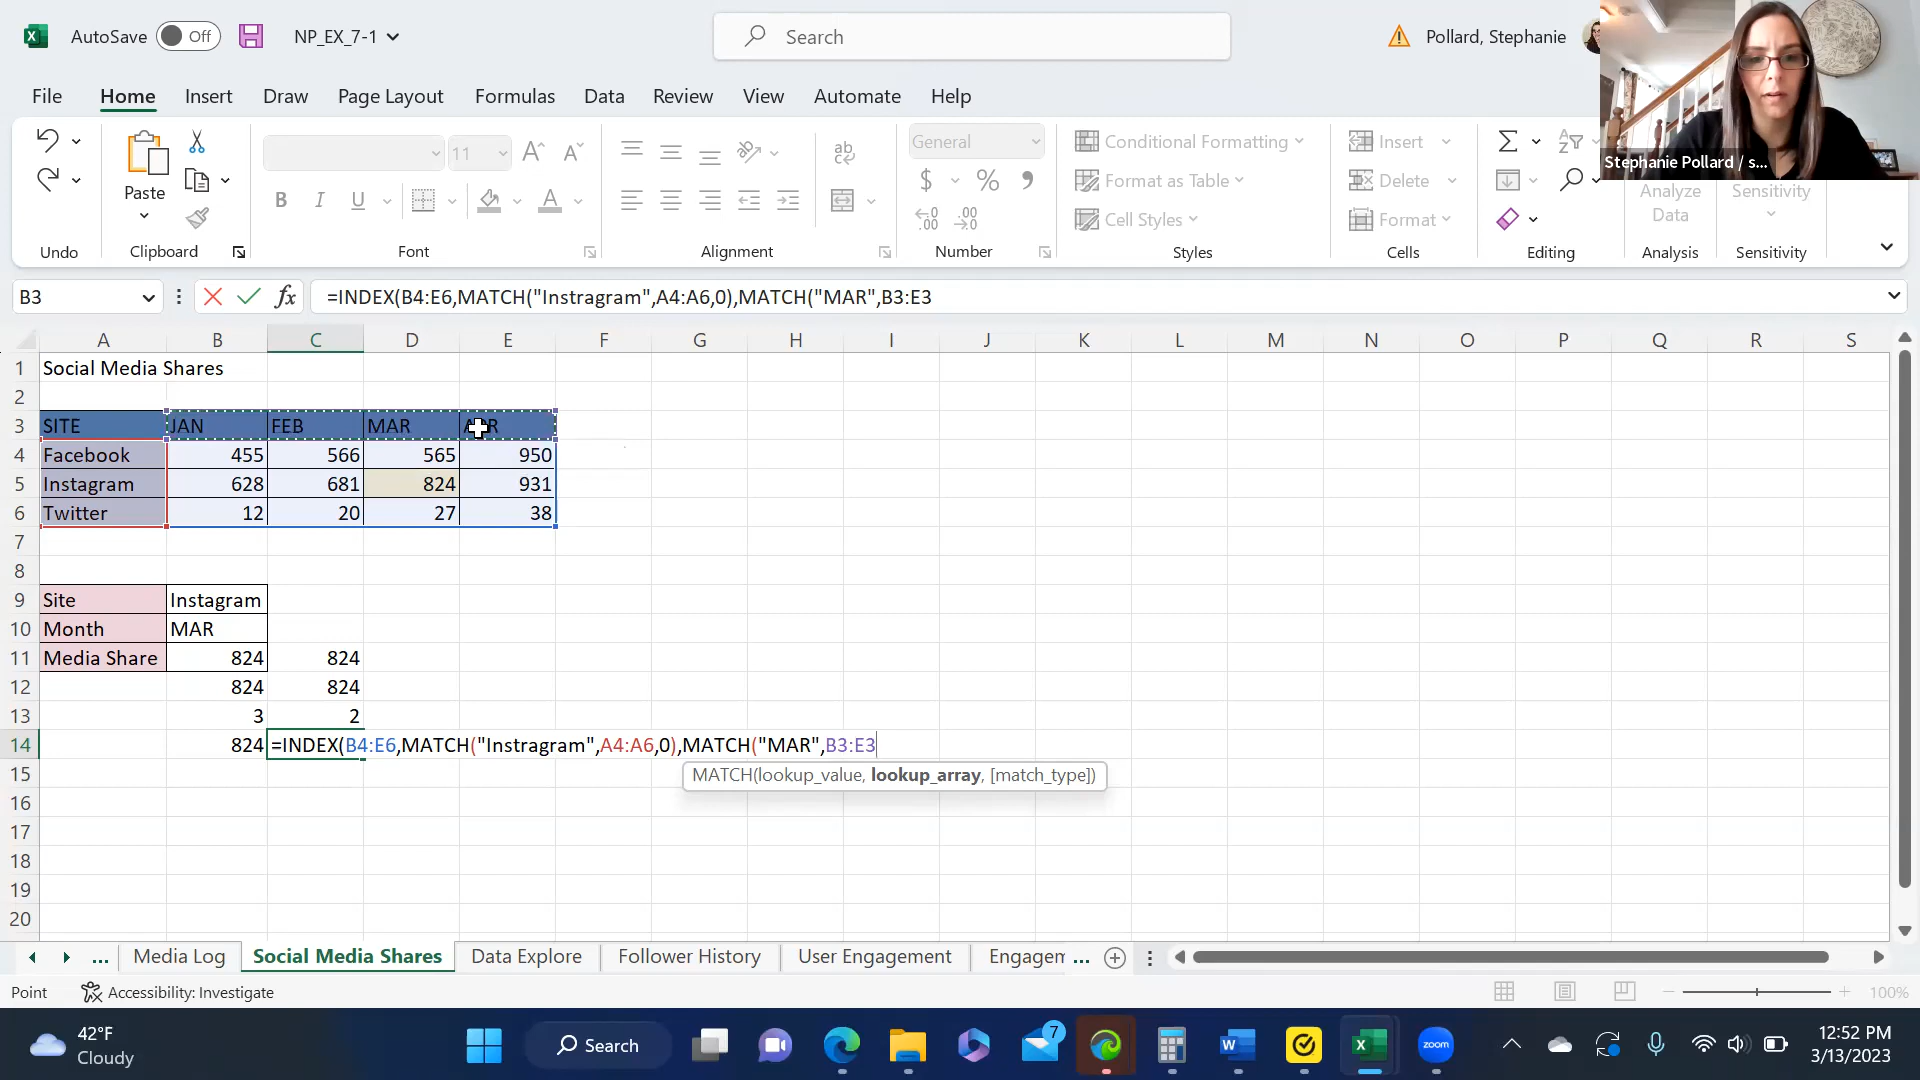 AutoSave Off NP_EX_7-1 Search Pollard, Stephanie
File Home Insert Draw Page Layout Formulas Data Review View Automate Help
Stephanie Pollard / s...
Undo
Paste
Clipboard
11
B I U
Font
ab
Alignment
General
$ % ,
Number
Conditional Formatting
Format as Table
Cell Styles
Styles
Insert
Delete
Format
Cells
Editing
Analyze Data
Analysis
Sensitivity
Sensitivity
B3 fx =INDEX(B4:E6,MATCH("Instragram",A4:A6,0),MATCH("MAR",B3:E3
A B C D E F G H I J K L M N O P Q R S
1 Social Media Shares
2
3 SITE JAN FEB MAR
4 Facebook 455 566 565 950
5 Instagram 628 681 824 931
6 Twitter 12 20 27 38
7
8
9 Site Instagram
10 Month MAR
11 Media Share 824 824
12 824 824
13 3 2
14 824 =INDEX(B4:E6,MATCH("Instragram",A4:A6,0),MATCH("MAR",B3:E3
MATCH(lookup_value, lookup_array, [match_type])
15
16
17
18
19
20
... Media Log Social Media Shares Data Explore Follower History User Engagement Engagem ...
Point Accessibility: Investigate 100%
42°F
Cloudy
Search
7
zoom
12:52 PM
3/13/2023